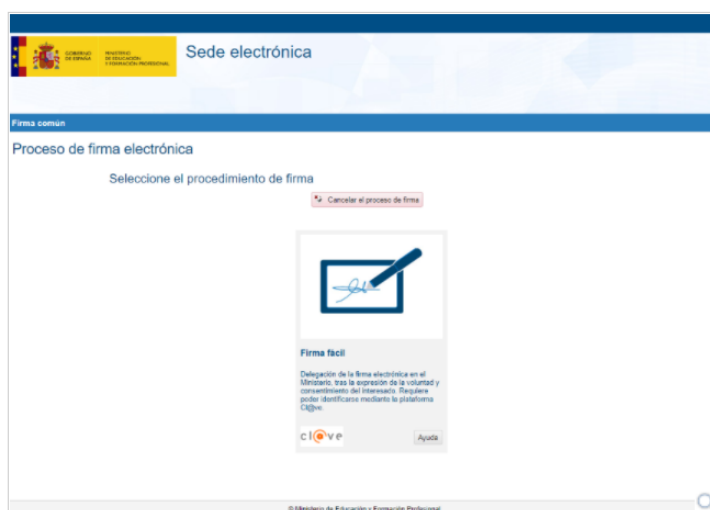 GOBIERNO
DE ESPAÑA
MINISTERIO
DE EDUCACIÓN
Y FORMACIÓN PROFESIONAL
Sede electrónica
Firma común
Proceso de firma electrónica
Seleccione el procedimiento de firma
Cancelar el proceso de firma
Firma fácil
Delegación de la firma electrónica en el
Ministerio, tras la expresión de la voluntad y
consentimiento del interesado. Requiere
poder identificaros mediante la plataforma
Cl@ve.
cl@ve
Ayuda
© Ministerio de Educación y Formación Profesional